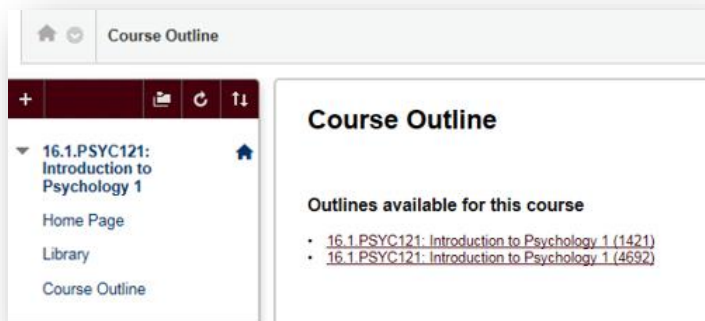 Course Outline
16.1.PSYC121:
Introduction to
Psychology 1
Home Page
Library
Course Outline
Course Outline
Outlines available for this course
• 16.1.PSYC121: Introduction to Psychology 1 (1421)
• 16.1.PSYC121: Introduction to Psychology 1 (4692)